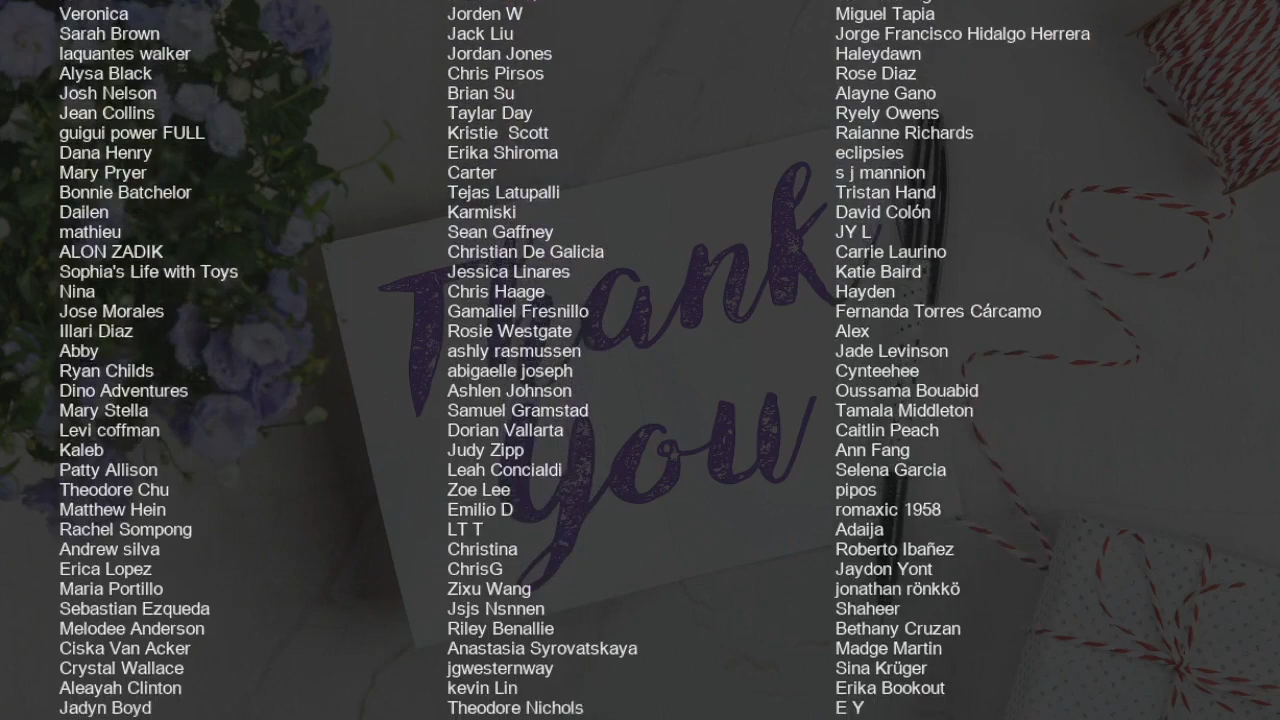 Veronica
Sarah Brown
laquantes walker
Alysa Black
Josh Nelson
Jean Collins
guigui power FULL
Dana Henry
Mary Pryer
Bonnie Batchelor
Dailen
mathieu
ALON ZADIK
Sophia's Life with Toys
Nina
Jose Morales
Illari Diaz
Abby
Ryan Childs
Dino Adventures
Mary Stella
Levi coffman
Kaleb
Patty Allison
Theodore Chu
Matthew Hein
Rachel Sompong
Andrew silva
Erica Lopez
Maria Portillo
Sebastian Ezqueda
Melodee Anderson
Ciska Van Acker
Crystal Wallace
Aleayah Clinton
Jadyn Boyd
Jorden W
Jack Liu
Jordan Jones
Chris Pirsos
Brian Su
Taylar Day
Kristie  Scott
Erika Shiroma
Carter
Tejas Latupalli
Karmiski
Sean Gaffney
Christian De Galicia
Jessica Linares
Chris Haage
Gamaliel Fresnillo
Rosie Westgate
ashly rasmussen
abigaelle joseph
Ashlen Johnson
Samuel Gramstad
Dorian Vallarta
Judy Zipp
Leah Concialdi
Zoe Lee
Emilio D
LT T
Christina
ChrisG
Zixu Wang
Jsjs Nsnnen
Riley Benallie
Anastasia Syrovatskaya
jgwesternway
kevin Lin
Theodore Nichols
Miguel Tapia
Jorge Francisco Hidalgo Herrera
Haleydawn
Rose Diaz
Alayne Gano
Ryely Owens
Raianne Richards
eclipsies
s j mannion
Tristan Hand
David Colón
JY L
Carrie Laurino
Katie Baird
Hayden
Fernanda Torres Cárcamo
Alex
Jade Levinson
Cynteehee
Oussama Bouabid
Tamala Middleton
Caitlin Peach
Ann Fang
Selena Garcia
pipos
romaxic 1958
Adaija
Roberto Ibañez
Jaydon Yont
jonathan rönkkö
Shaheer
Bethany Cruzan
Madge Martin
Sina Krüger
Erika Bookout
E Y
Thank
you